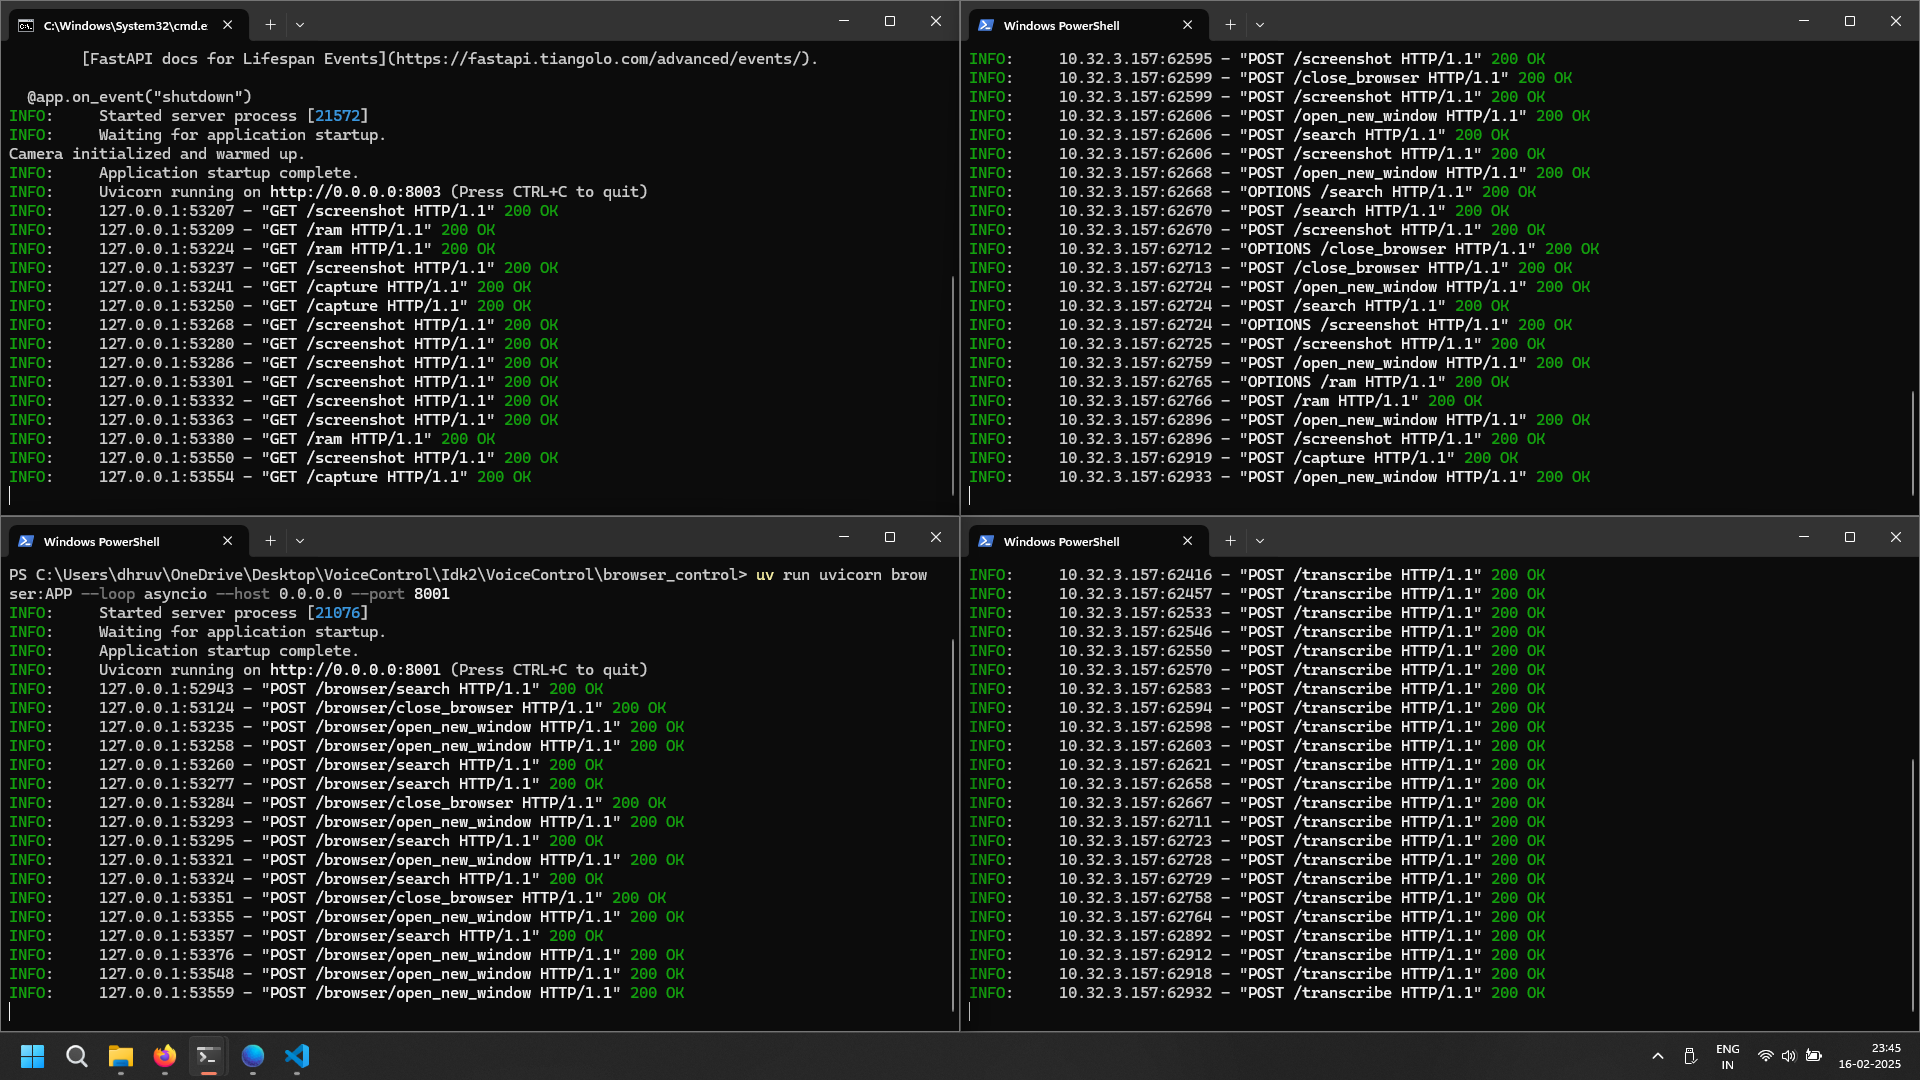 C:\Windows\System32\cmd.e
[FastAPI docs for Lifespan Events](https://fastapi.tiangolo.com/advanced/events/).
@app.on_event("shutdown")
INFO: Started server process [21572]
INFO: Waiting for application startup.
Camera initialized and warmed up.
INFO: Application startup complete.
INFO: Uvicorn running on http://0.0.0.0:8003 (Press CTRL+C to quit)
INFO: 127.0.0.1:53207 - "GET /screenshot HTTP/1.1" 200 OK
INFO: 127.0.0.1:53209 - "GET /ram HTTP/1.1" 200 OK
INFO: 127.0.0.1:53224 - "GET /ram HTTP/1.1" 200 OK
INFO: 127.0.0.1:53237 - "GET /screenshot HTTP/1.1" 200 OK
INFO: 127.0.0.1:53241 - "GET /capture HTTP/1.1" 200 OK
INFO: 127.0.0.1:53250 - "GET /capture HTTP/1.1" 200 OK
INFO: 127.0.0.1:53268 - "GET /screenshot HTTP/1.1" 200 OK
INFO: 127.0.0.1:53280 - "GET /screenshot HTTP/1.1" 200 OK
INFO: 127.0.0.1:53286 - "GET /screenshot HTTP/1.1" 200 OK
INFO: 127.0.0.1:53301 - "GET /screenshot HTTP/1.1" 200 OK
INFO: 127.0.0.1:53332 - "GET /screenshot HTTP/1.1" 200 OK
INFO: 127.0.0.1:53363 - "GET /screenshot HTTP/1.1" 200 OK
INFO: 127.0.0.1:53380 - "GET /ram HTTP/1.1" 200 OK
INFO: 127.0.0.1:53550 - "GET /screenshot HTTP/1.1" 200 OK
INFO: 127.0.0.1:53554 - "GET /capture HTTP/1.1" 200 OK
Windows PowerShell
INFO: 10.32.3.157:62595 - "POST /screenshot HTTP/1.1" 200 OK
INFO: 10.32.3.157:62599 - "POST /close_browser HTTP/1.1" 200 OK
INFO: 10.32.3.157:62599 - "POST /screenshot HTTP/1.1" 200 OK
INFO: 10.32.3.157:62606 - "POST /open_new_window HTTP/1.1" 200 OK
INFO: 10.32.3.157:62606 - "POST /search HTTP/1.1" 200 OK
INFO: 10.32.3.157:62606 - "POST /screenshot HTTP/1.1" 200 OK
INFO: 10.32.3.157:62668 - "POST /open_new_window HTTP/1.1" 200 OK
INFO: 10.32.3.157:62668 - "OPTIONS /search HTTP/1.1" 200 OK
INFO: 10.32.3.157:62670 - "POST /search HTTP/1.1" 200 OK
INFO: 10.32.3.157:62670 - "POST /screenshot HTTP/1.1" 200 OK
INFO: 10.32.3.157:62712 - "OPTIONS /close_browser HTTP/1.1" 200 OK
INFO: 10.32.3.157:62713 - "POST /close_browser HTTP/1.1" 200 OK
INFO: 10.32.3.157:62724 - "POST /open_new_window HTTP/1.1" 200 OK
INFO: 10.32.3.157:62724 - "POST /search HTTP/1.1" 200 OK
INFO: 10.32.3.157:62724 - "OPTIONS /screenshot HTTP/1.1" 200 OK
INFO: 10.32.3.157:62725 - "POST /screenshot HTTP/1.1" 200 OK
INFO: 10.32.3.157:62759 - "POST /open_new_window HTTP/1.1" 200 OK
INFO: 10.32.3.157:62765 - "OPTIONS /ram HTTP/1.1" 200 OK
INFO: 10.32.3.157:62766 - "POST /ram HTTP/1.1" 200 OK
INFO: 10.32.3.157:62896 - "POST /open_new_window HTTP/1.1" 200 OK
INFO: 10.32.3.157:62896 - "POST /screenshot HTTP/1.1" 200 OK
INFO: 10.32.3.157:62919 - "POST /capture HTTP/1.1" 200 OK
INFO: 10.32.3.157:62933 - "POST /open_new_window HTTP/1.1" 200 OK
Windows PowerShell
PS C:\Users\dhruv\OneDrive\Desktop\VoiceControl\Idk2\VoiceControl\browser_control> uv run uvicorn brow
ser:APP --loop asyncio --host 0.0.0.0 --port 8001
INFO: Started server process [21076]
INFO: Waiting for application startup.
INFO: Application startup complete.
INFO: Uvicorn running on http://0.0.0.0:8001 (Press CTRL+C to quit)
INFO: 127.0.0.1:52943 - "POST /browser/search HTTP/1.1" 200 OK
INFO: 127.0.0.1:53124 - "POST /browser/close_browser HTTP/1.1" 200 OK
INFO: 127.0.0.1:53235 - "POST /browser/open_new_window HTTP/1.1" 200 OK
INFO: 127.0.0.1:53258 - "POST /browser/open_new_window HTTP/1.1" 200 OK
INFO: 127.0.0.1:53260 - "POST /browser/search HTTP/1.1" 200 OK
INFO: 127.0.0.1:53277 - "POST /browser/search HTTP/1.1" 200 OK
INFO: 127.0.0.1:53284 - "POST /browser/close_browser HTTP/1.1" 200 OK
INFO: 127.0.0.1:53293 - "POST /browser/open_new_window HTTP/1.1" 200 OK
INFO: 127.0.0.1:53295 - "POST /browser/search HTTP/1.1" 200 OK
INFO: 127.0.0.1:53321 - "POST /browser/open_new_window HTTP/1.1" 200 OK
INFO: 127.0.0.1:53324 - "POST /browser/search HTTP/1.1" 200 OK
INFO: 127.0.0.1:53351 - "POST /browser/close_browser HTTP/1.1" 200 OK
INFO: 127.0.0.1:53355 - "POST /browser/open_new_window HTTP/1.1" 200 OK
INFO: 127.0.0.1:53357 - "POST /browser/search HTTP/1.1" 200 OK
INFO: 127.0.0.1:53376 - "POST /browser/open_new_window HTTP/1.1" 200 OK
INFO: 127.0.0.1:53548 - "POST /browser/open_new_window HTTP/1.1" 200 OK
INFO: 127.0.0.1:53559 - "POST /browser/open_new_window HTTP/1.1" 200 OK
Windows PowerShell
INFO: 10.32.3.157:62416 - "POST /transcribe HTTP/1.1" 200 OK
INFO: 10.32.3.157:62457 - "POST /transcribe HTTP/1.1" 200 OK
INFO: 10.32.3.157:62533 - "POST /transcribe HTTP/1.1" 200 OK
INFO: 10.32.3.157:62546 - "POST /transcribe HTTP/1.1" 200 OK
INFO: 10.32.3.157:62550 - "POST /transcribe HTTP/1.1" 200 OK
INFO: 10.32.3.157:62570 - "POST /transcribe HTTP/1.1" 200 OK
INFO: 10.32.3.157:62583 - "POST /transcribe HTTP/1.1" 200 OK
INFO: 10.32.3.157:62594 - "POST /transcribe HTTP/1.1" 200 OK
INFO: 10.32.3.157:62598 - "POST /transcribe HTTP/1.1" 200 OK
INFO: 10.32.3.157:62603 - "POST /transcribe HTTP/1.1" 200 OK
INFO: 10.32.3.157:62621 - "POST /transcribe HTTP/1.1" 200 OK
INFO: 10.32.3.157:62658 - "POST /transcribe HTTP/1.1" 200 OK
INFO: 10.32.3.157:62667 - "POST /transcribe HTTP/1.1" 200 OK
INFO: 10.32.3.157:62711 - "POST /transcribe HTTP/1.1" 200 OK
INFO: 10.32.3.157:62723 - "POST /transcribe HTTP/1.1" 200 OK
INFO: 10.32.3.157:62728 - "POST /transcribe HTTP/1.1" 200 OK
INFO: 10.32.3.157:62729 - "POST /transcribe HTTP/1.1" 200 OK
INFO: 10.32.3.157:62758 - "POST /transcribe HTTP/1.1" 200 OK
INFO: 10.32.3.157:62764 - "POST /transcribe HTTP/1.1" 200 OK
INFO: 10.32.3.157:62892 - "POST /transcribe HTTP/1.1" 200 OK
INFO: 10.32.3.157:62912 - "POST /transcribe HTTP/1.1" 200 OK
INFO: 10.32.3.157:62918 - "POST /transcribe HTTP/1.1" 200 OK
INFO: 10.32.3.157:62932 - "POST /transcribe HTTP/1.1" 200 OK
ENG
IN
23:45
16-02-2025